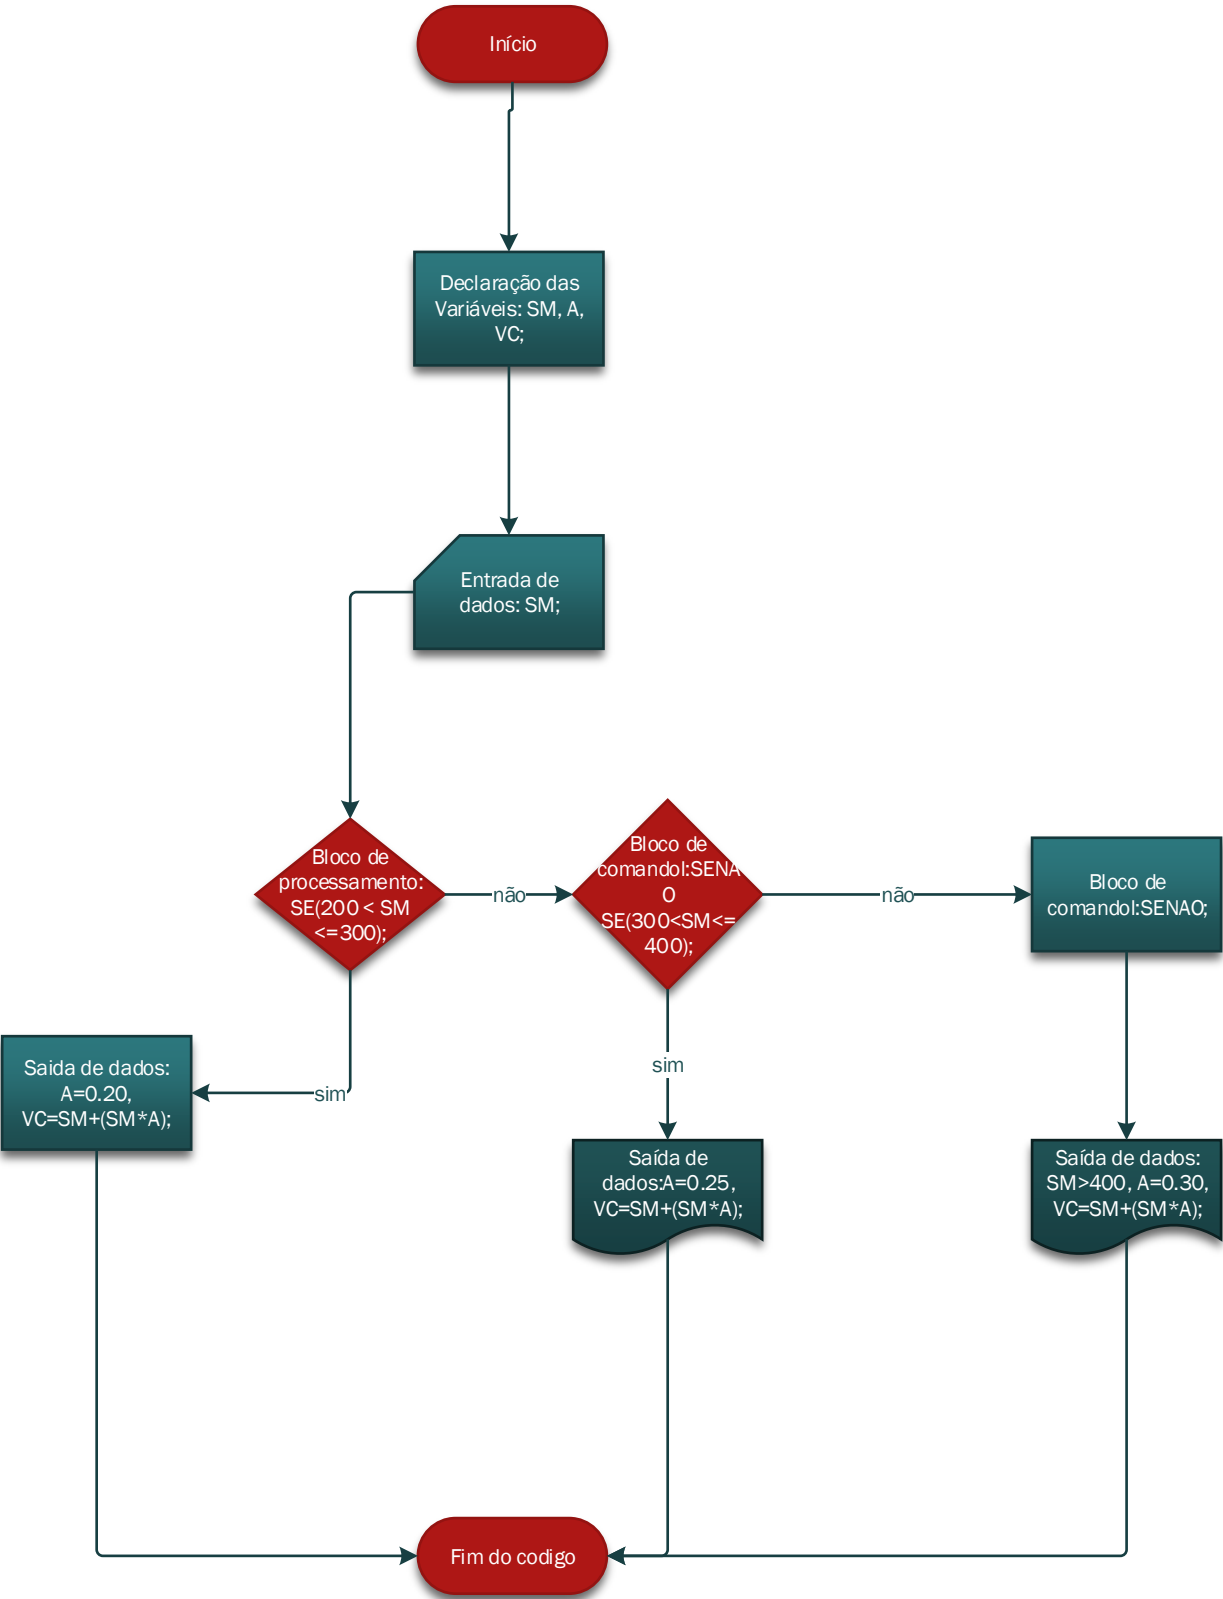 Início
Declaração das
Variáveis: SM, A,
VC;
Entrada de
dados: SM;
Bloco de
processamento:
SE(200 < SM
<=300);
não
Bloco de
comandol:SENA
O
SE(300<SM<=
400);
não
Bloco de
comandol:SENAO;
sim
Saida de dados:
A=0.20,
VC=SM+(SM*A);
sim
Saída de
dados:A=0.25,
VC=SM+(SM*A);
Saída de dados:
SM>400, A=0.30,
VC=SM+(SM*A);
Fim do codigo